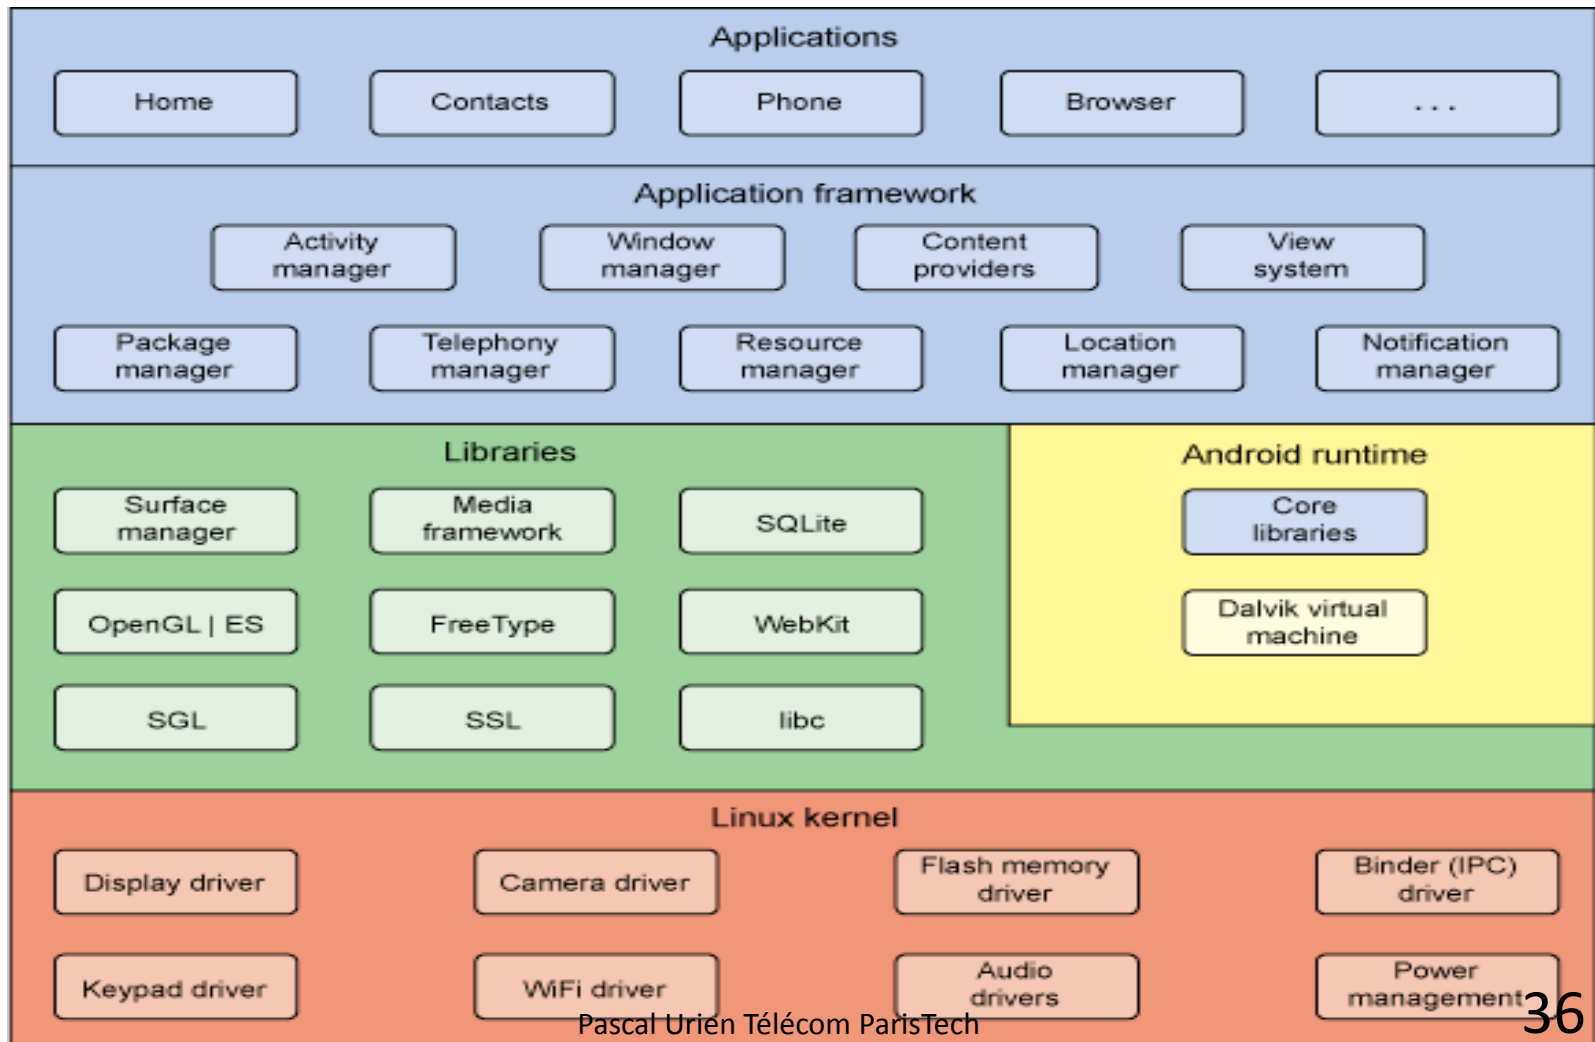 Applications
Home
Contacts
Phone
Browser
. . .
Application framework
Activity
manager
Window
manager
Content
providers
View
system
Package
manager
Telephony
manager
Resource
manager
Location
manager
Notification
manager
Libraries
Surface
manager
Media
framework
SQLite
OpenGL | ES
FreeType
WebKit
SGL
SSL
libc
Android runtime
Core
libraries
Dalvik virtual
machine
Linux kernel
Display driver
Camera driver
Flash memory
driver
Binder (IPC)
driver
Keypad driver
WiFi driver
Audio
drivers
Power
management
Pascal Urien Télécom ParisTech
36